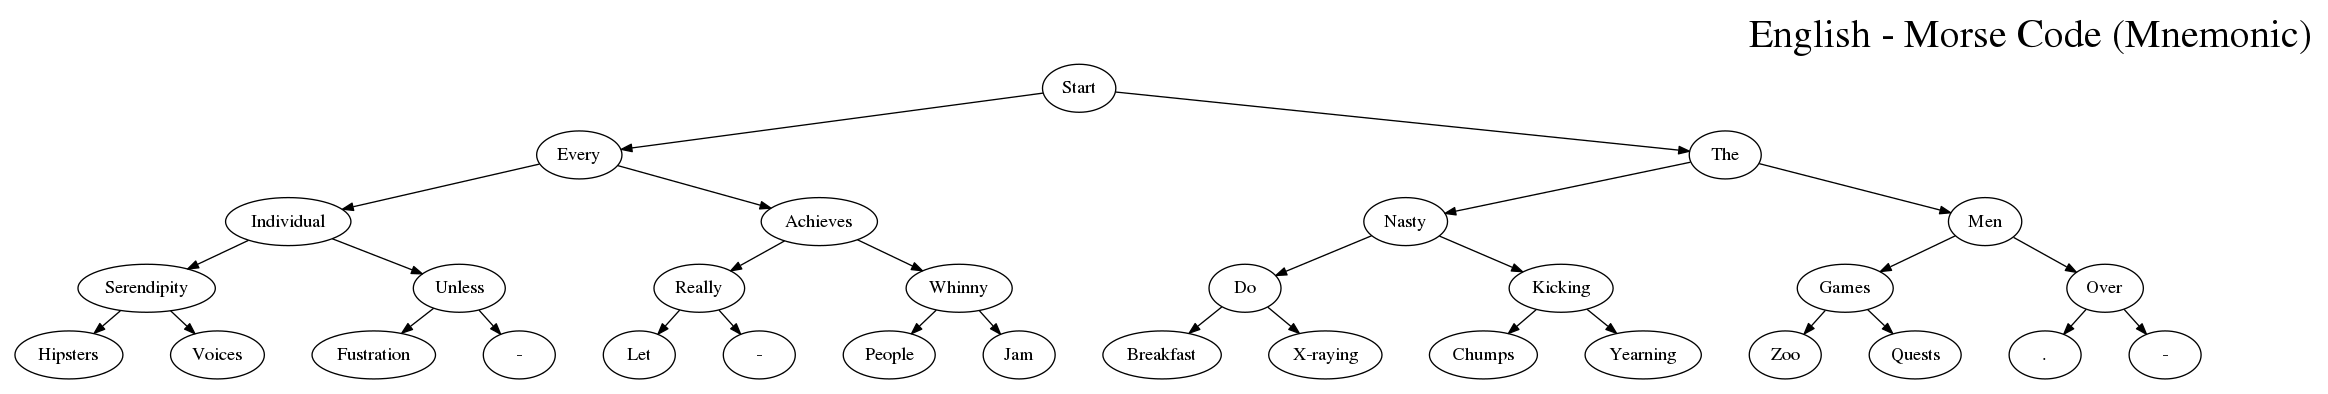 English - Morse Code (Mnemonic)
Start
Every
The
Individual
Achieves
Nasty
Men
Serendipity
Unless
Really
Whinny
Do
Kicking
Games
Over
Hipsters
Voices
Fustration
-
Let
-
People
Jam
Breakfast
X-raying
Chumps
Yearning
Zoo
Quests
.
-